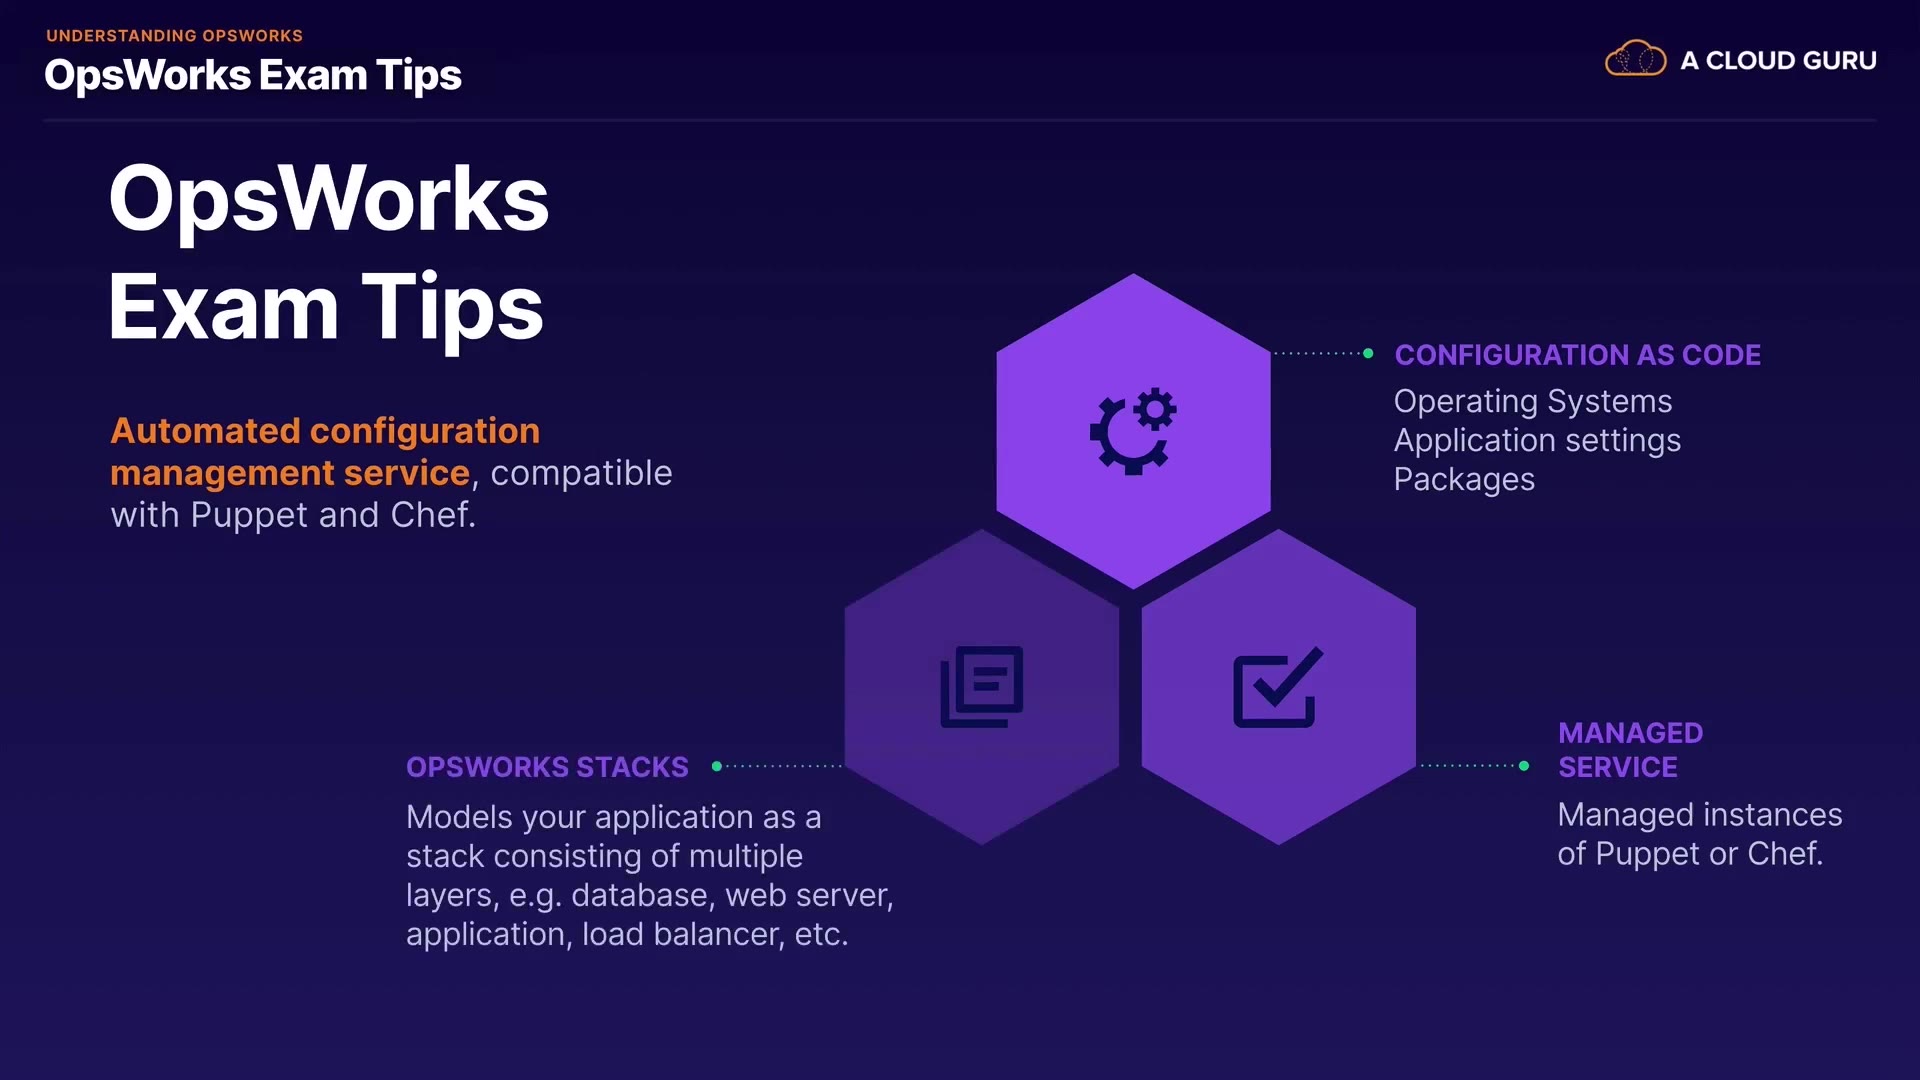 UNDERSTANDING OPSWORKS
OpsWorks Exam Tips
A CLOUD GURU
OpsWorks
Exam Tips
Automated configuration
management service, compatible
with Puppet and Chef.
CONFIGURATION AS CODE
Operating Systems
Application settings
Packages
OPSWORKS STACKS
Models your application as a
stack consisting of multiple
layers, e.g. database, web server,
application, load balancer, etc.
MANAGED
SERVICE
Managed instances
of Puppet or Chef.